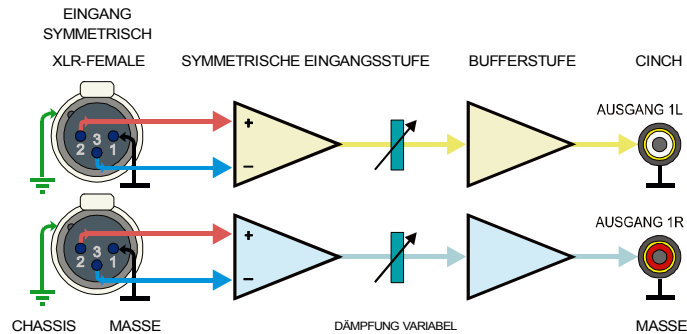 EINGANG
SYMMETRISCH
XLR-FEMALE SYMMETRISCHE EINGANGSSTUFE BUFFERSTUFE CINCH
AUSGANG 1L
3
2 1
+
−
AUSGANG 1R
3
2 1
+
−
CHASSIS MASSE DÄMPFUNG VARIABEL MASSE